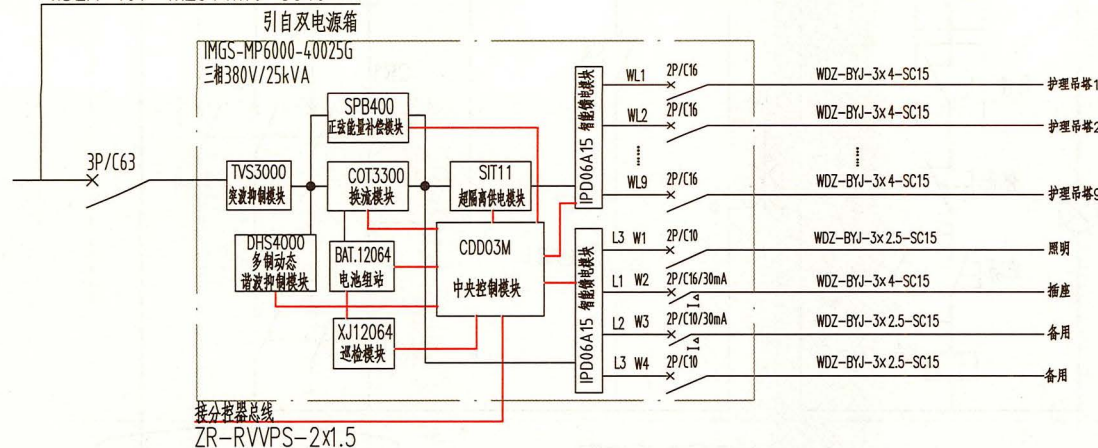 引自双电源箱
IMGS-MP6000-40025G
三相380V/25kVA
3P/C63
TVS3000
突波抑制模块
SPB400
正弦能量补偿模块
COT3300
换流模块
SIT11
超隔离供电模块
DHS4000
多制动态
谐波抑制模块
BAT.12064
电池组站
XJ12064
巡检模块
CDD03M
中央控制模块
IPD06A15 智能馈电模块
WL1 2P/C16 WDZ-BYJ-3x4-SC15 护理吊塔1
WL2 2P/C16 WDZ-BYJ-3x4-SC15 护理吊塔2
WL9 2P/C16 WDZ-BYJ-3x4-SC15 护理吊塔9
IPD06A15 智能馈电模块
L3 W1 2P/C10 WDZ-BYJ-3x2.5-SC15 照明
L1 W2 2P/C16/30mA WDZ-BYJ-3x4-SC15 插座
I△
L2 W3 2P/C10/30mA WDZ-BYJ-3x2.5-SC15 备用
I△
L3 W4 2P/C10 WDZ-BYJ-3x2.5-SC15 备用
接分控器总线
ZR-RVVPS-2x1.5